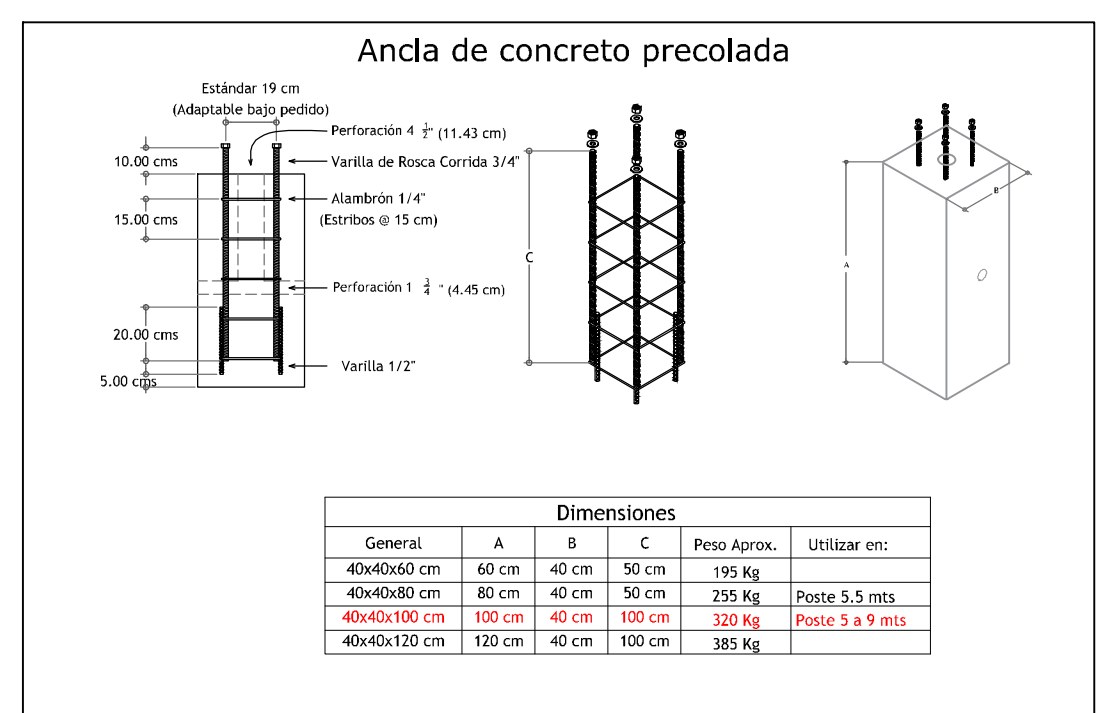 Ancla de concreto precolada
Estándar 19 cm
(Adaptable bajo pedido)
Perforación 4 1/2" (11.43 cm)
10.00 cms
Varilla de Rosca Corrida 3/4"
Alambrón 1/4"
15.00 cms
(Estribos @ 15 cm)
Perforación 1 3/4 " (4.45 cm)
20.00 cms
Varilla 1/2"
5.00 cms
C
A
B
Dimensiones
General A B C Peso Aprox. Utilizar en:
40x40x60 cm 60 cm 40 cm 50 cm 195 Kg
40x40x80 cm 80 cm 40 cm 50 cm 255 Kg Poste 5.5 mts
40x40x100 cm 100 cm 40 cm 100 cm 320 Kg Poste 5 a 9 mts
40x40x120 cm 120 cm 40 cm 100 cm 385 Kg